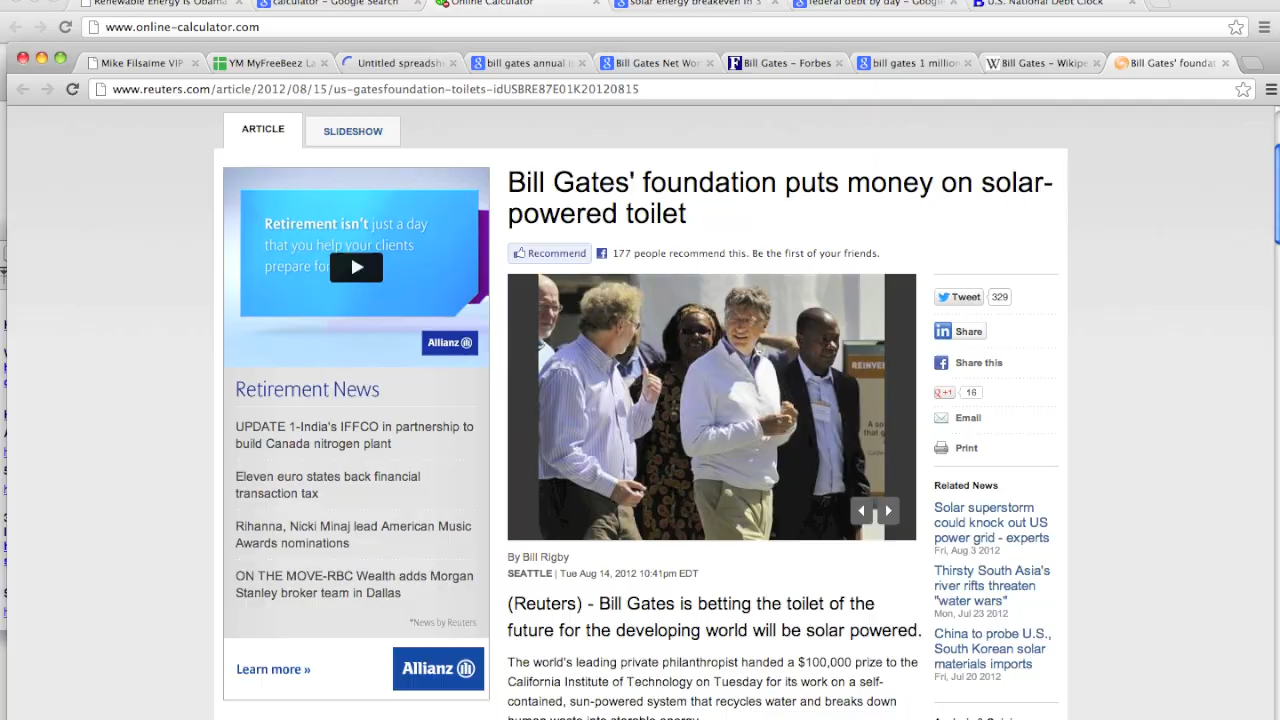 Renewable Energy is Obama
calculator - Google Search
Online Calculator
solar energy breakeven in 3
federal debt by day - Google
U.S. National Debt Clock
www.online-calculator.com
Mike Filsaime VIP
YM MyFreeBeez La
Untitled spreadsh
bill gates annual i
Bill Gates Net Wor
Bill Gates - Forbes
bill gates 1 million
Bill Gates - Wikipe
Bill Gates' foundat
www.reuters.com/article/2012/08/15/us-gatesfoundation-toilets-idUSBRE87E01K20120815
ARTICLE
SLIDESHOW
Retirement isn't just a day
that you help your clients
prepare for
Allianz
Retirement News
UPDATE 1-India's IFFCO in partnership to
build Canada nitrogen plant
Eleven euro states back financial
transaction tax
Rihanna, Nicki Minaj lead American Music
Awards nominations
ON THE MOVE-RBC Wealth adds Morgan
Stanley broker team in Dallas
*News by Reuters
Learn more »
Allianz
Bill Gates' foundation puts money on solar-
powered toilet
Recommend
177 people recommend this. Be the first of your friends.
REINVE
By Bill Rigby
SEATTLE | Tue Aug 14, 2012 10:41pm EDT
(Reuters) - Bill Gates is betting the toilet of the
future for the developing world will be solar powered.
The world's leading private philanthropist handed a $100,000 prize to the
California Institute of Technology on Tuesday for its work on a self-
contained, sun-powered system that recycles water and breaks down
human waste into storable energy.
Tweet 329
Share
Share this
+1 16
Email
Print
Related News
Solar superstorm
could knock out US
power grid - experts
Fri, Aug 3 2012
Thirsty South Asia's
river rifts threaten
"water wars"
Mon, Jul 23 2012
China to probe U.S.,
South Korean solar
materials imports
Fri, Jul 20 2012